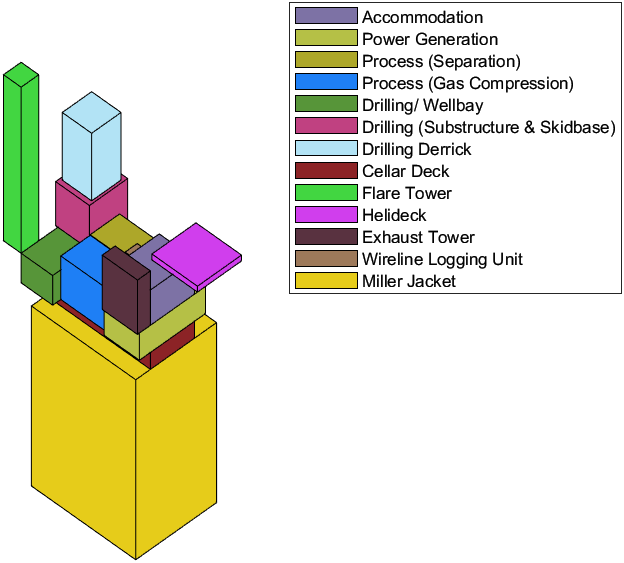 Accommodation
Power Generation
Process (Separation)
Process (Gas Compression)
Drilling/ Wellbay
Drilling (Substructure & Skidbase)
Drilling Derrick
Cellar Deck
Flare Tower
Helideck
Exhaust Tower
Wireline Logging Unit
Miller Jacket